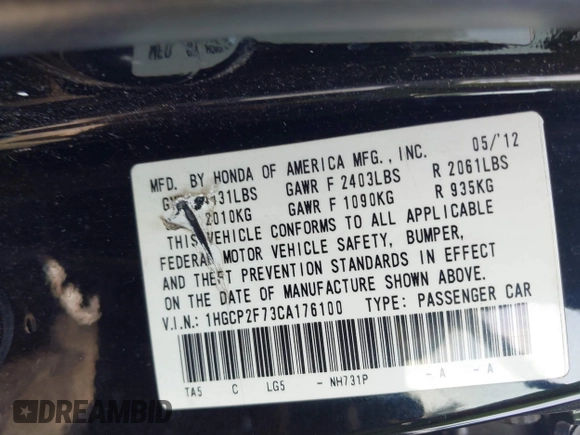 05/'12
MFD. BY HONDA OF AMERICA MFG., INC.
31LBS GAWR F 2403LBS R 2061LBS
2010KG GAWR F 1090KG R 935KG
THIS VEHICLE CONFORMS TO ALL APPLICABLE
FEDERAL MOTOR VEHICLE SAFETY, BUMPER,
AND THEFT PREVENTION STANDARDS IN EFFECT
ON THE DATE OF MANUFACTURE SHOWN ABOVE.
V.I.N.: 1HGCP2F73CA176100 TYPE: PASSENGER CAR
TA5 C LG5 - NH731P - A - A
DREAMBID